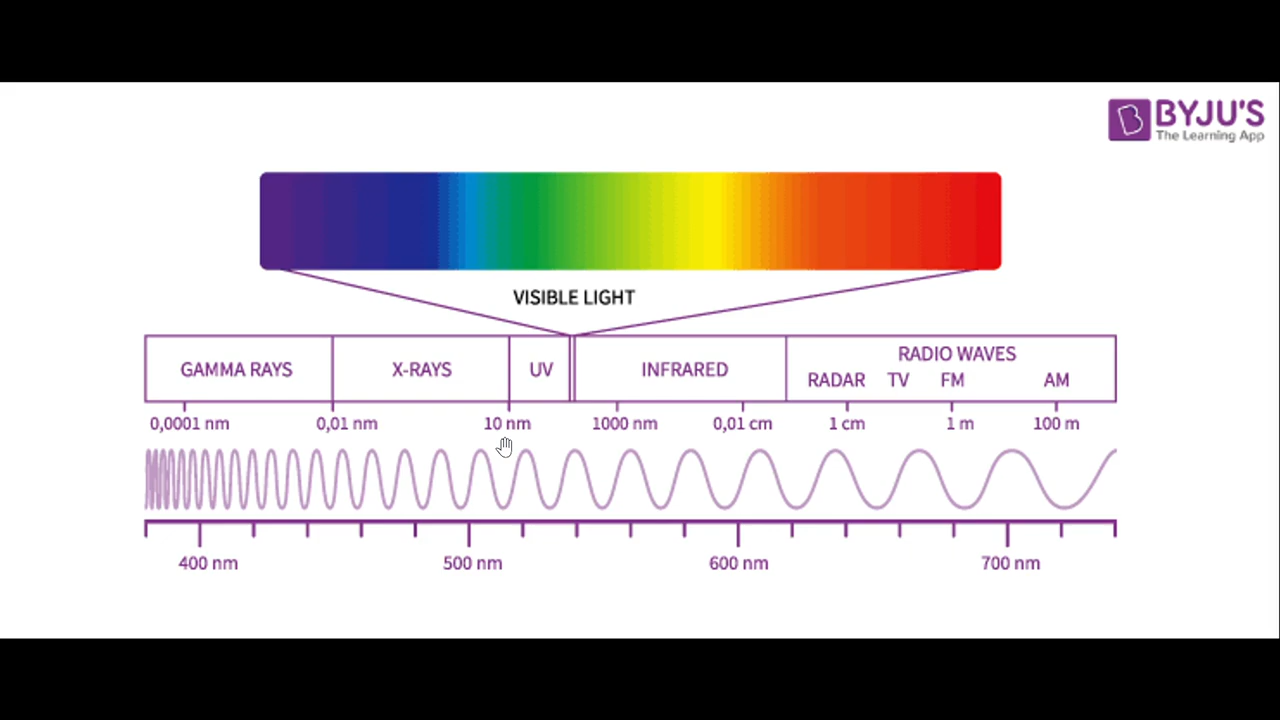 BYJU'S
The Learning App
VISIBLE LIGHT
GAMMA RAYS X-RAYS UV INFRARED RADIO WAVES
RADAR TV FM AM
0,0001 nm 0,01 nm 10 nm 1000 nm 0,01 cm 1 cm 1 m 100 m
400 nm 500 nm 600 nm 700 nm